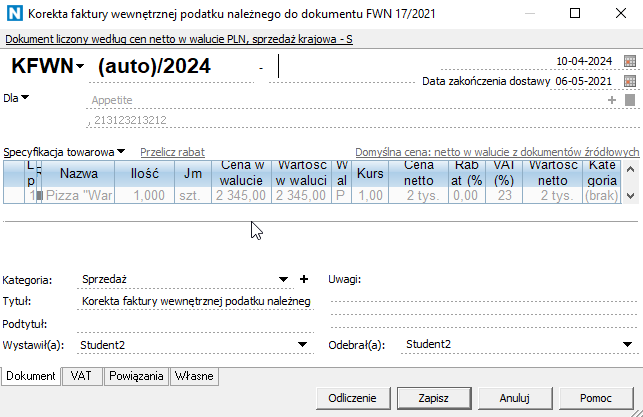 Korekta faktury wewnętrznej podatku należnego do dokumentu FWN 17/2021
Dokument liczony według cen netto w walucie PLN, sprzedaż krajowa - S
KFWN (auto)/2024 - 10-04-2024
Data zakończenia dostawy 06-05-2021
Dla Appetite
, 213123213212
Specyfikacja towarowa Przelicz rabat Domyślna cena: netto w walucie z dokumentów źródłowych
L p R Nazwa Ilość Jm Cena w walucie Wartość w waluci W al Kurs Cena netto Rab at (% VAT (%) Wartość netto Kate goria
1 Pizza "War 1,000 szt. 2 345,00 2 345,00 P 1,00 2 tys. 0,00 23 2 tys. (brak)
Kategoria: Sprzedaż Uwagi:
Tytuł: Korekta faktury wewnętrznej podatku należneg
Podtytuł:
Wystawił(a): Student2 Odebrał(a): Student2
Dokument VAT Powiązania Własne
Odliczenie Zapisz Anuluj Pomoc